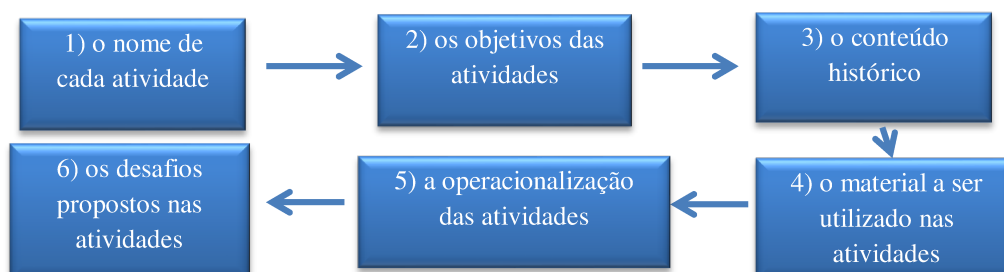 1) o nome de
cada atividade
2) os objetivos das
atividades
3) o conteúdo
histórico
4) o material a ser
utilizado nas
atividades
5) a operacionalização
das atividades
6) os desafios
propostos nas
atividades